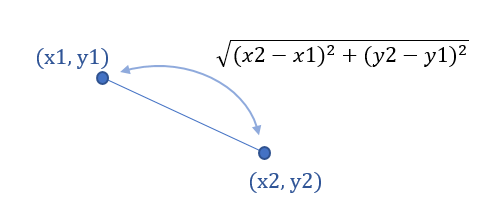 √(x2 − x1)² + (y2 − y1)²
(x1, y1)
(x2, y2)